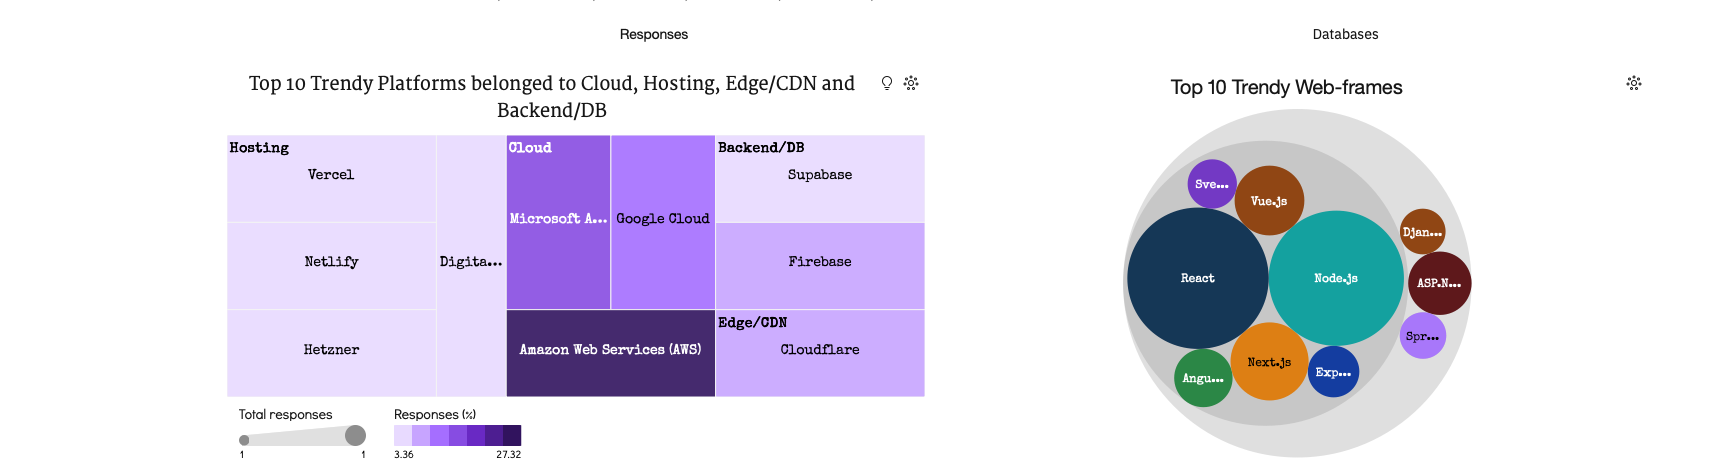 Responses
Databases
Top 10 Trendy Platforms belonged to Cloud, Hosting, Edge/CDN and
Backend/DB
Hosting
Vercel
Netlify
Hetzner
Digita...
Cloud
Microsoft A...
Google Cloud
Amazon Web Services (AWS)
Backend/DB
Supabase
Firebase
Edge/CDN
Cloudflare
Total responses
1 1
Responses (%)
3.36 27.32
Top 10 Trendy Web-frames
Sve...
Vue.js
React
Node.js
Angu...
Next.js
Exp...
Djan...
ASP.N...
Spr...